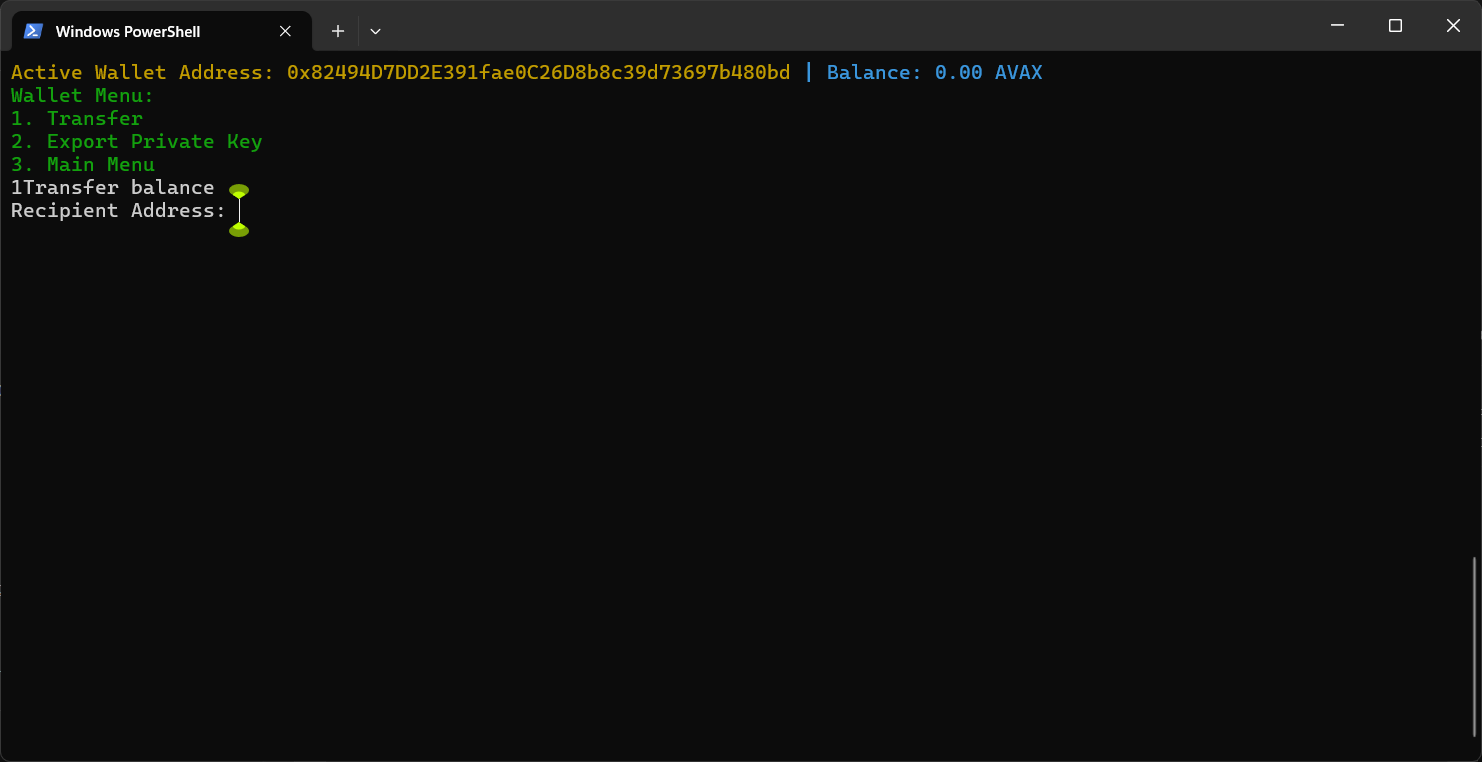 Windows PowerShell
Active Wallet Address: 0x82494D7DD2E391fae0C26D8b8c39d73697b480bd | Balance: 0.00 AVAX
Wallet Menu:
1. Transfer
2. Export Private Key
3. Main Menu
1Transfer balance
Recipient Address: